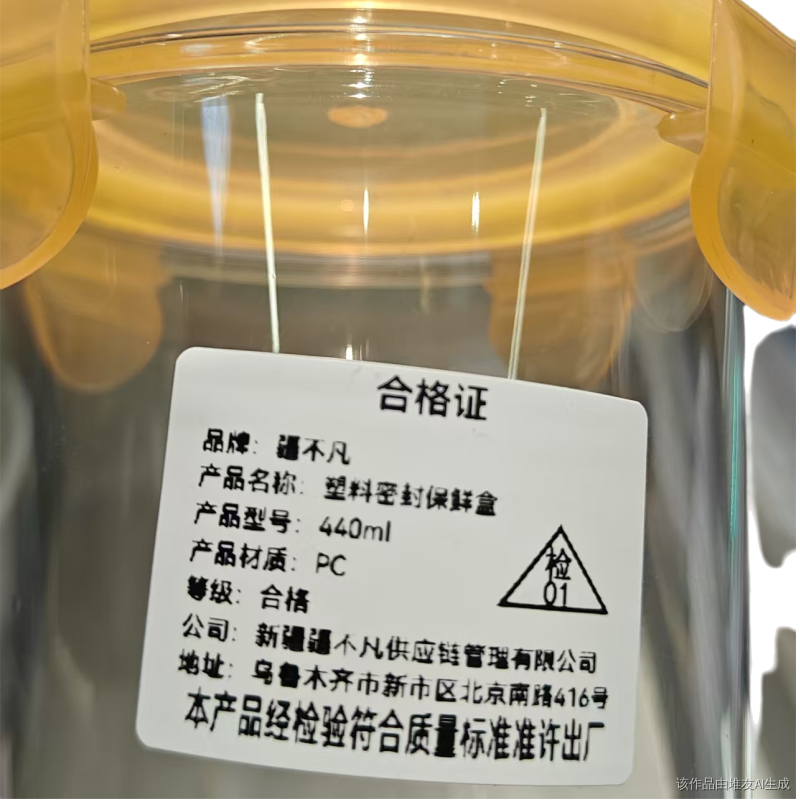 合格证
品牌：疆不凡
产品名称：塑料密封保鲜盒
产品型号：440ml
产品材质：PC
等级：合格
检
01
公司：新疆疆不凡供应链管理有限公司
地址：乌鲁木齐市新市区北京南路416号
本产品经检验符合质量标准准许出厂
该作品由堆友AI生成